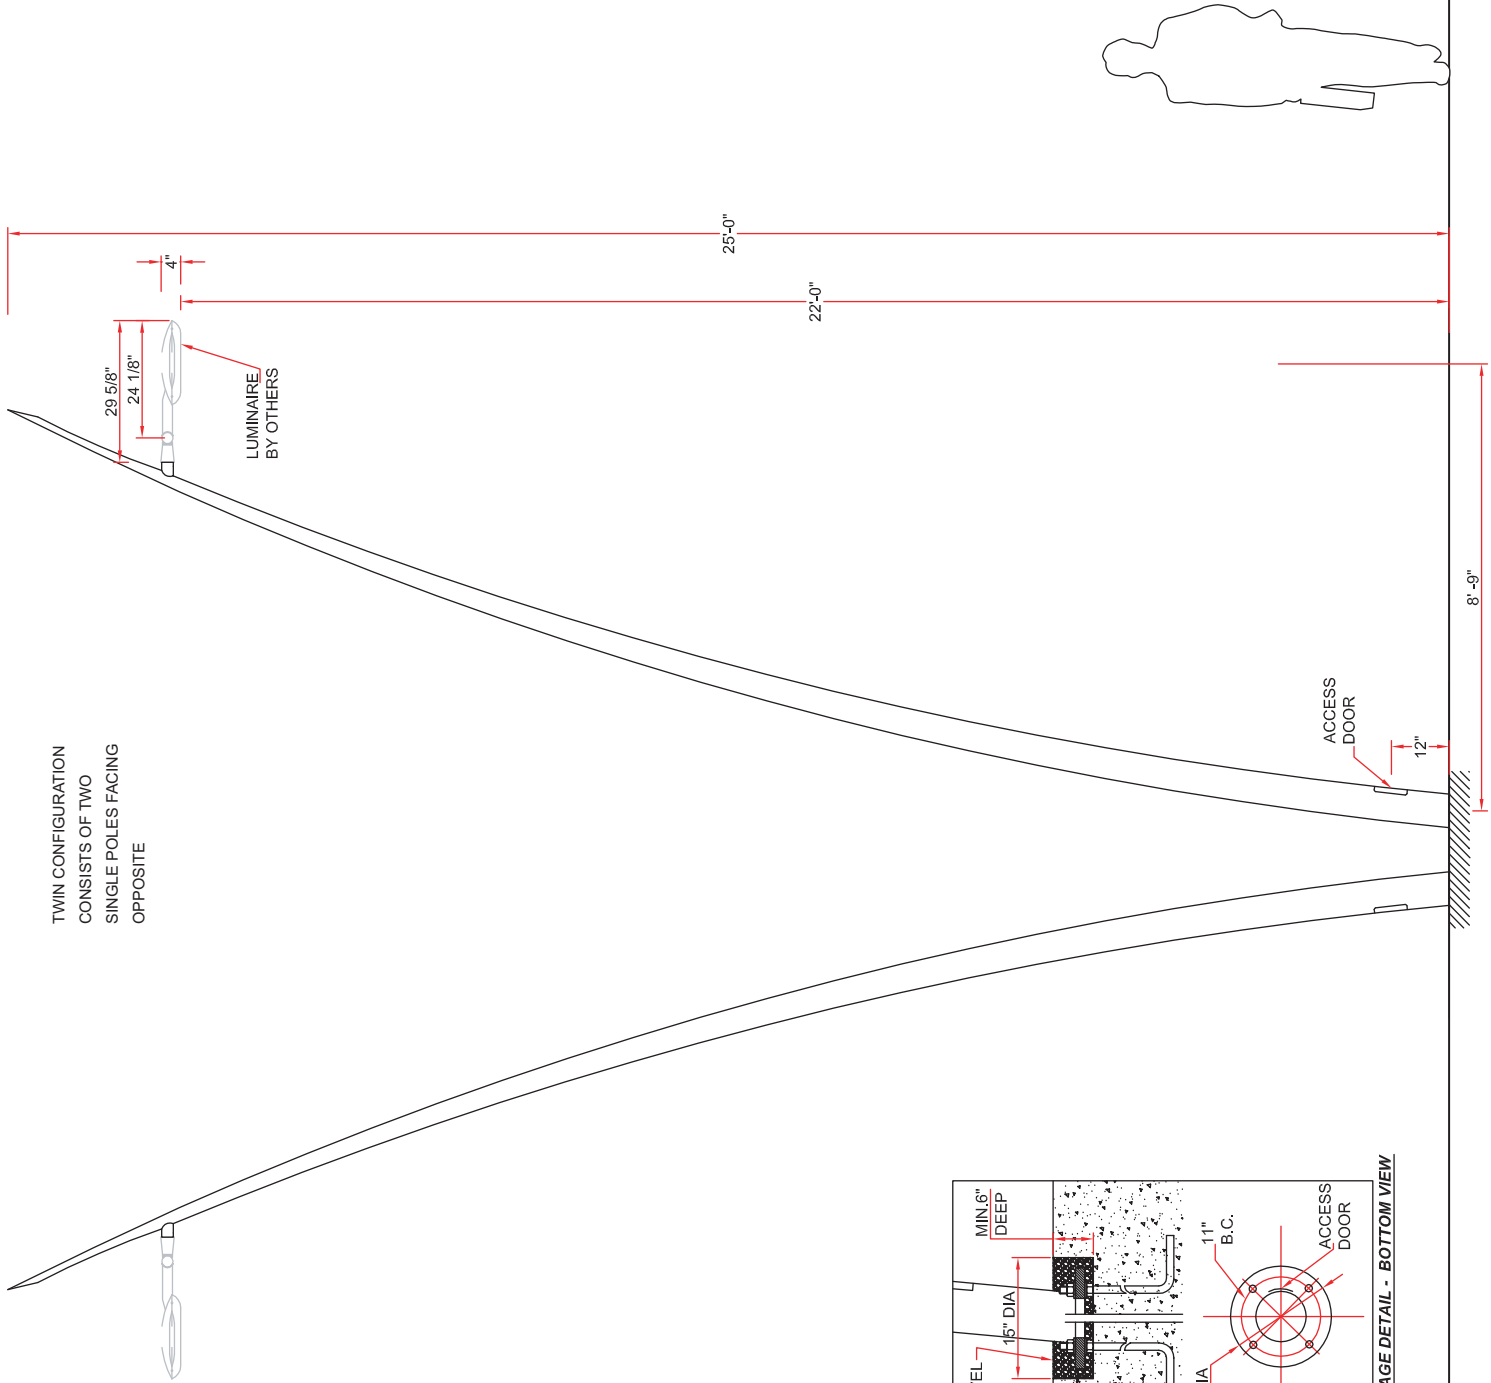 TWIN CONFIGURATION
CONSISTS OF TWO
SINGLE POLES FACING
OPPOSITE
29 5/8"
24 1/8"
4"
LUMINAIRE
BY OTHERS
25'-0"
22'-0"
ACCESS
DOOR
12"
8'-9"
MIN.6"
DEEP
15" DIA
11"
B.C.
ACCESS
DOOR
DETAIL - BOTTOM VIEW